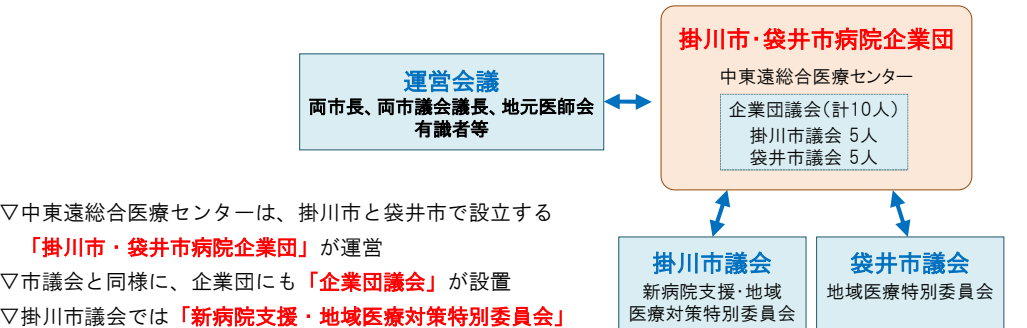 掛川市・袋井市病院企業団
中東遠総合医療センター
企業団議会(計10人)
掛川市議会 5人
袋井市議会 5人
運営会議
両市長、両市議会議長、地元医師会
有識者等
▽中東遠総合医療センターは、掛川市と袋井市で設立する
「掛川市・袋井市病院企業団」が運営
▽市議会と同様に、企業団にも「企業団議会」が設置
▽掛川市議会では「新病院支援・地域医療対策特別委員会」
掛川市議会
新病院支援・地域
医療対策特別委員会
袋井市議会
地域医療特別委員会